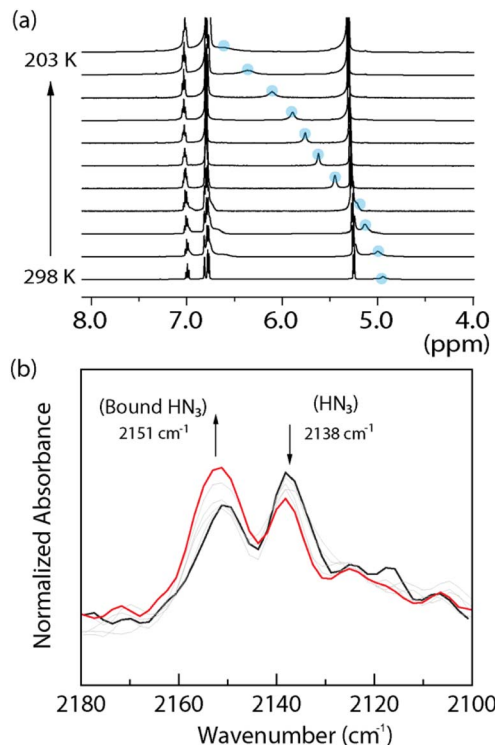 (a)
203 K
298 K
8.0 7.0 6.0 5.0 4.0
(ppm)
(b)
(Bound HN₃) (HN₃)
2151 cm⁻¹ 2138 cm⁻¹
Normalized Absorbance
2180 2160 2140 2120 2100
Wavenumber (cm⁻¹)